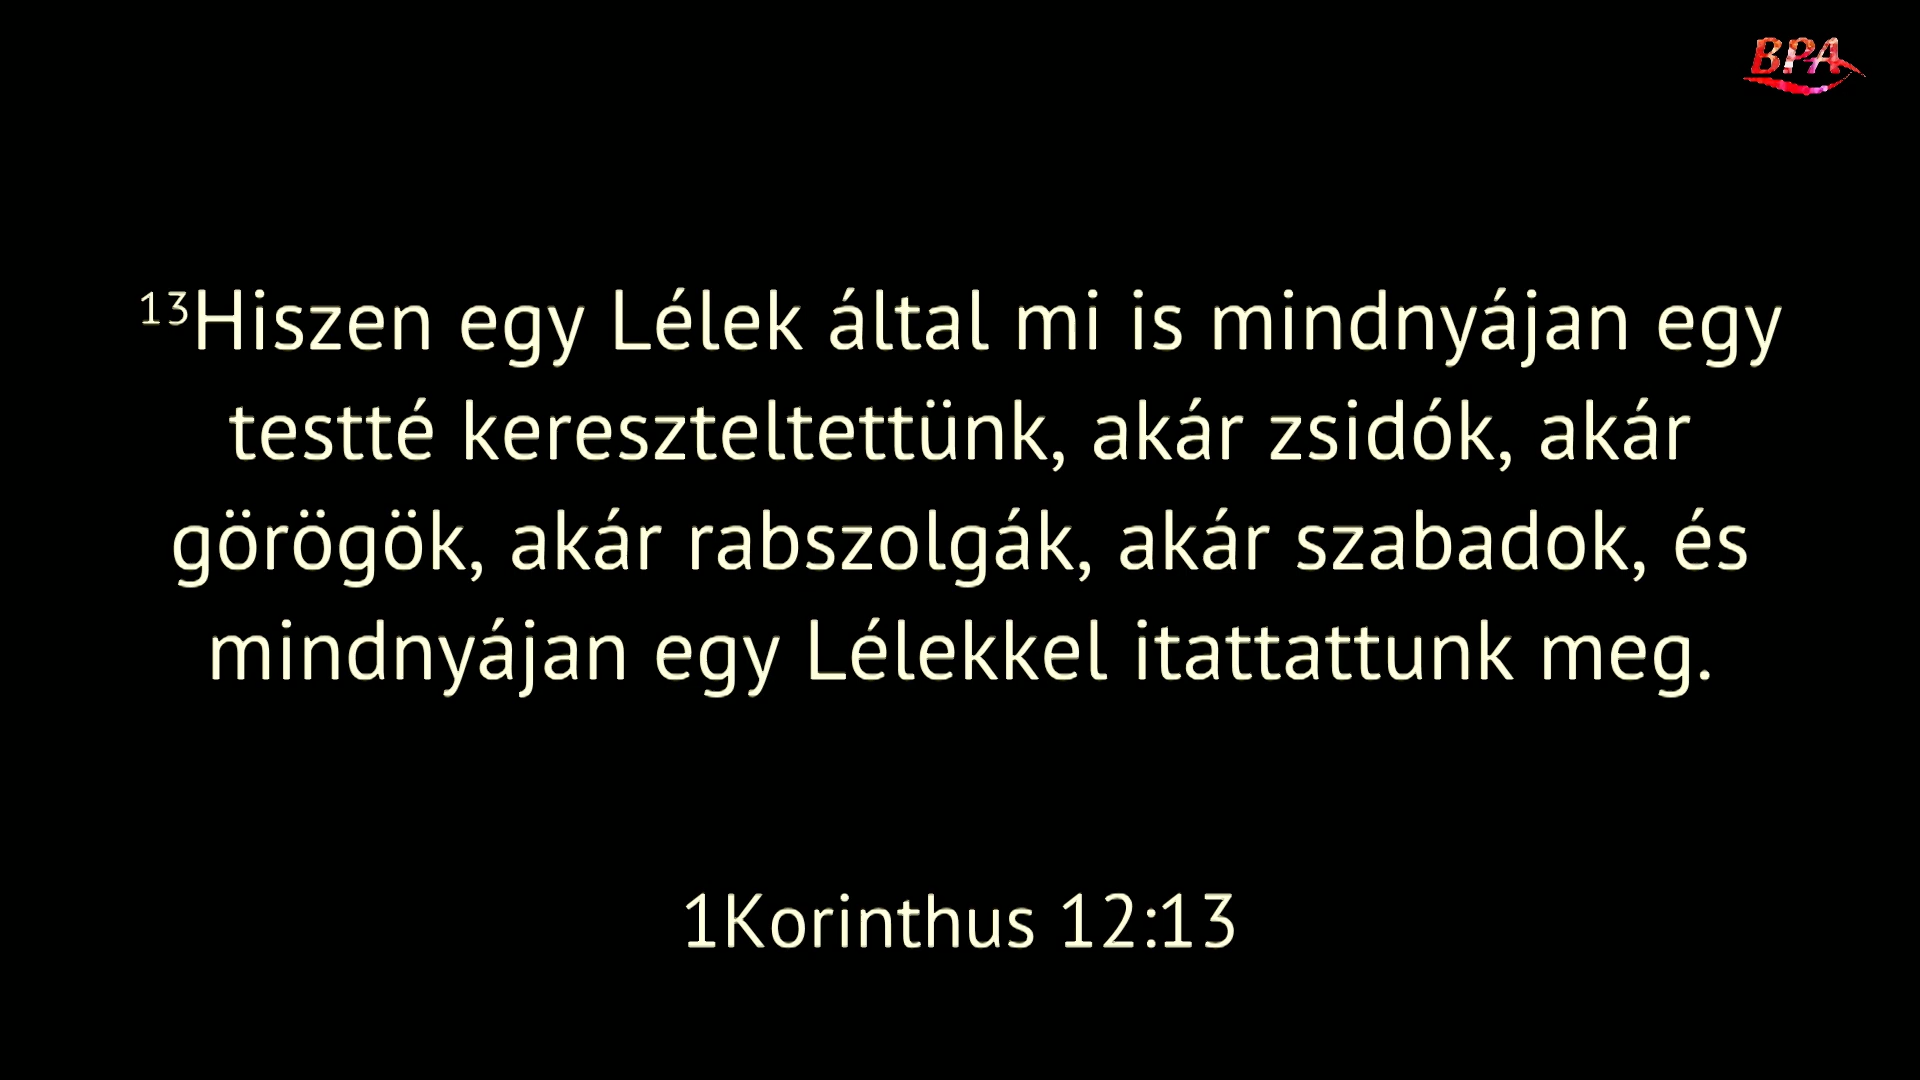 BPA
¹³Hiszen egy Lélek által mi is mindnyájan egy
testté kereszteltettünk, akár zsidók, akár
görögök, akár rabszolgák, akár szabadok, és
mindnyájan egy Lélekkel itattattunk meg.
1Korinthus 12:13